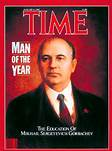 TIME
MAN
OF THE
YEAR
THE EDUCATION OF
MIKHAIL SERGEYEVICH GORBACHEV